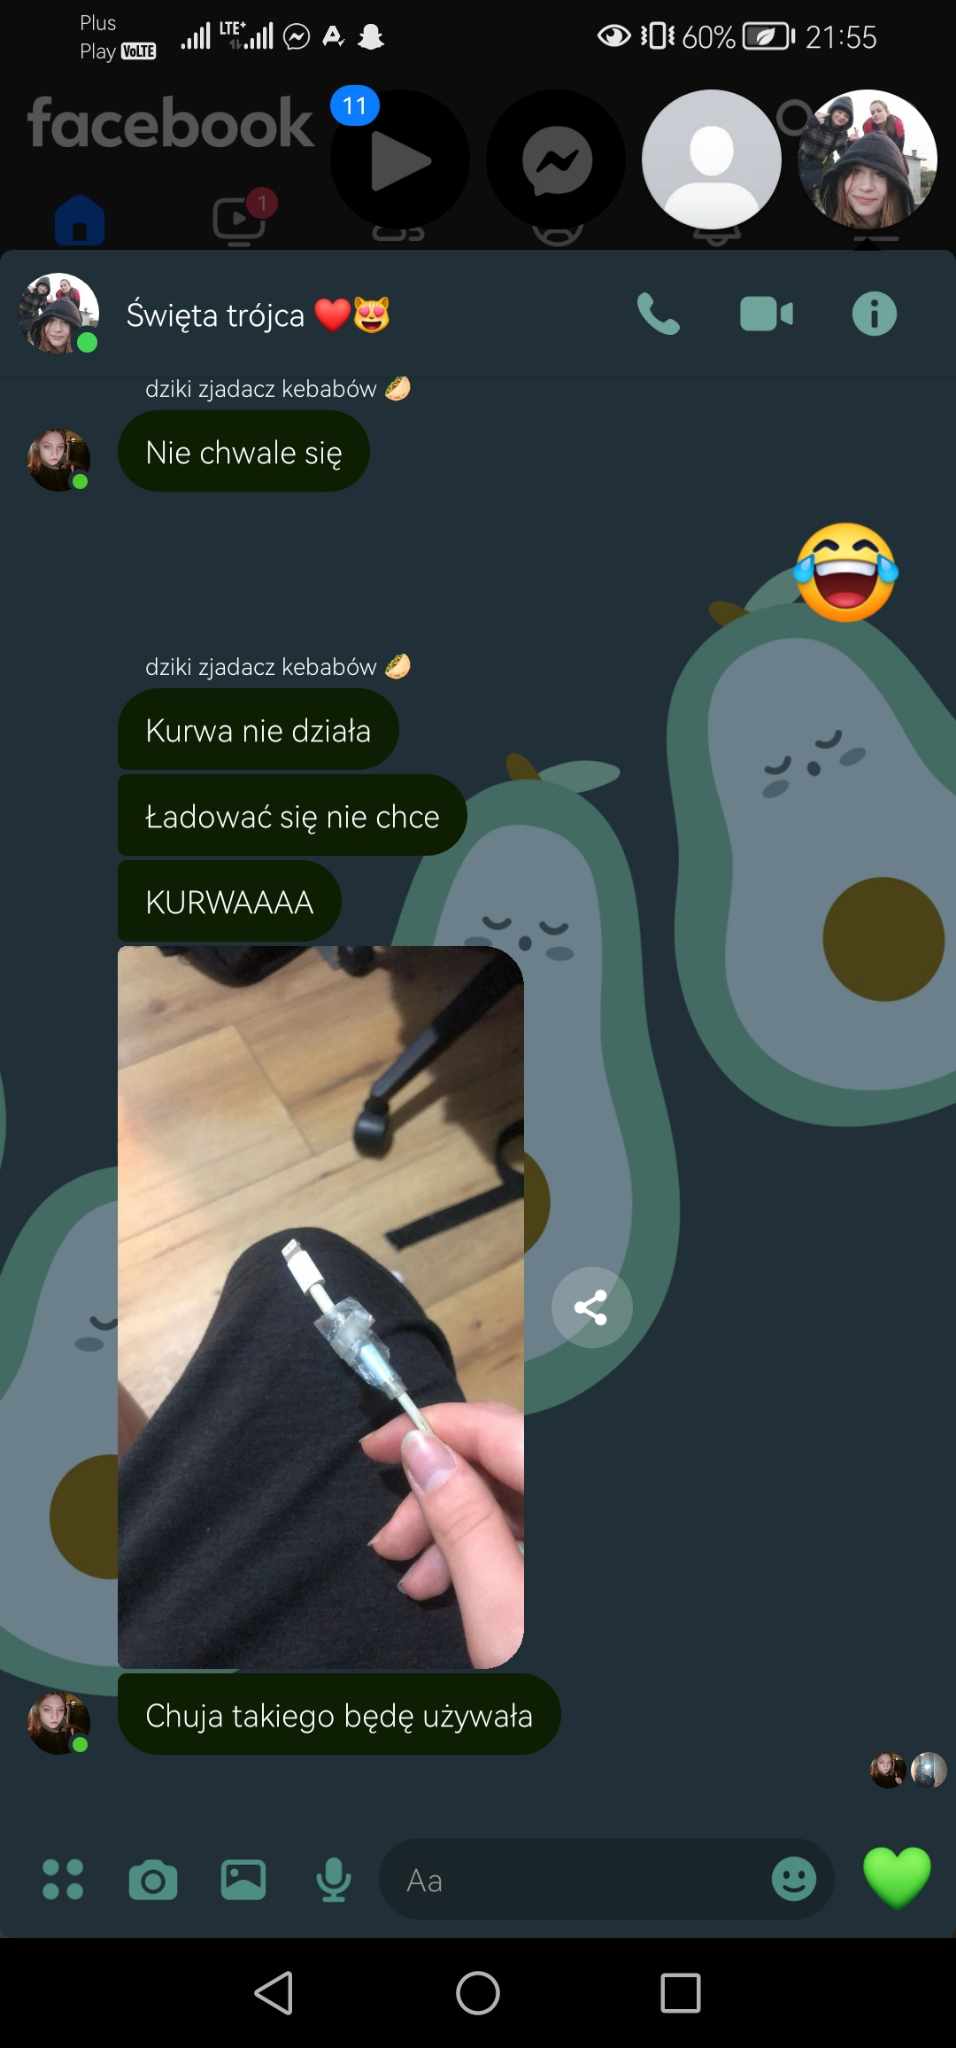 Plus
Play VoLTE
LTE+
60%
21:55
facebook
11
1
Święta trójca ❤️😻
dziki zjadacz kebabów 🥙
Nie chwale się
😂
dziki zjadacz kebabów 🥙
Kurwa nie działa
Ładować się nie chce
KURWAAAA
Chuja takiego będę używała
Aa